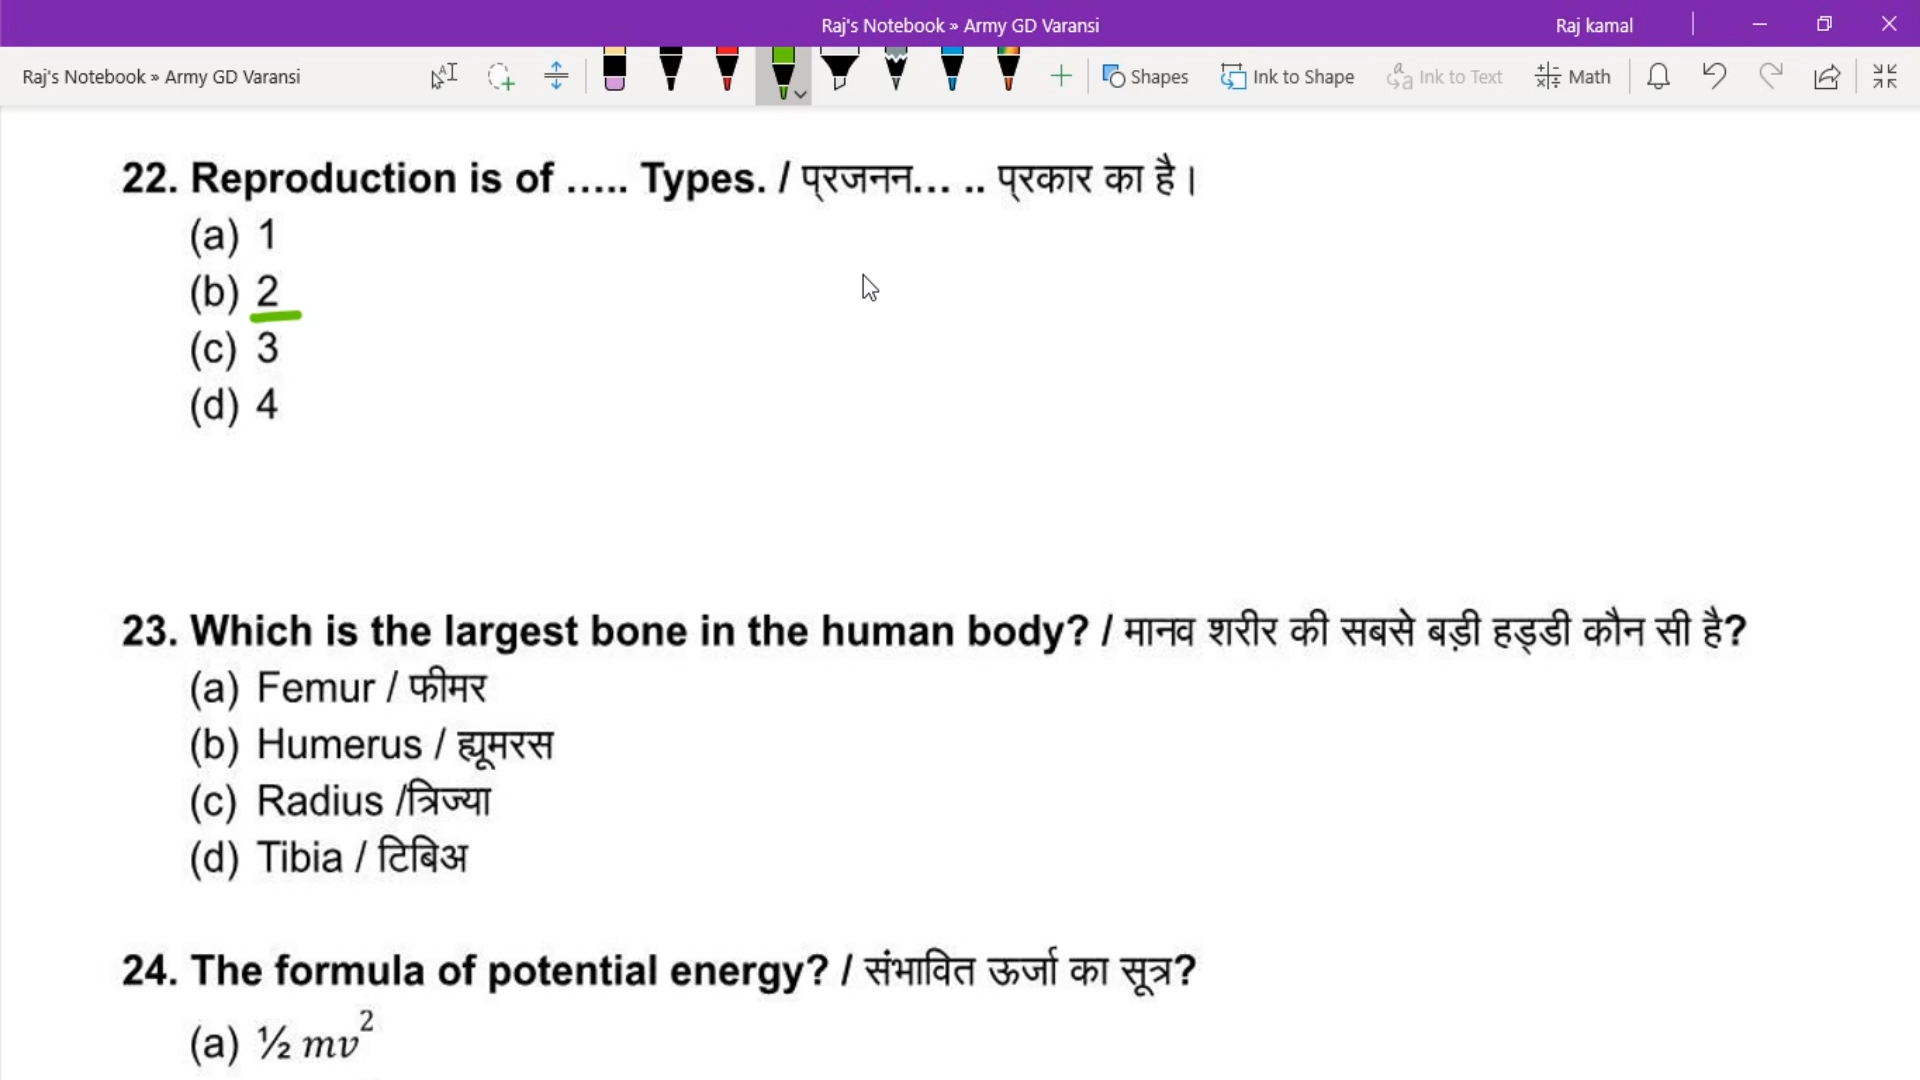 Raj's Notebook » Army GD Varansi
Raj kamal
Raj's Notebook » Army GD Varansi
Shapes
Ink to Shape
Ink to Text
Math
22. Reproduction is of ..... Types. / प्रजनन... .. प्रकार का है।
(a) 1
(b) 2
(c) 3
(d) 4
23. Which is the largest bone in the human body? / मानव शरीर की सबसे बड़ी हड्डी कौन सी है?
(a) Femur / फीमर
(b) Humerus / ह्यूमरस
(c) Radius /त्रिज्या
(d) Tibia / टिबिअ
24. The formula of potential energy? / संभावित ऊर्जा का सूत्र?
(a) ½ mv²